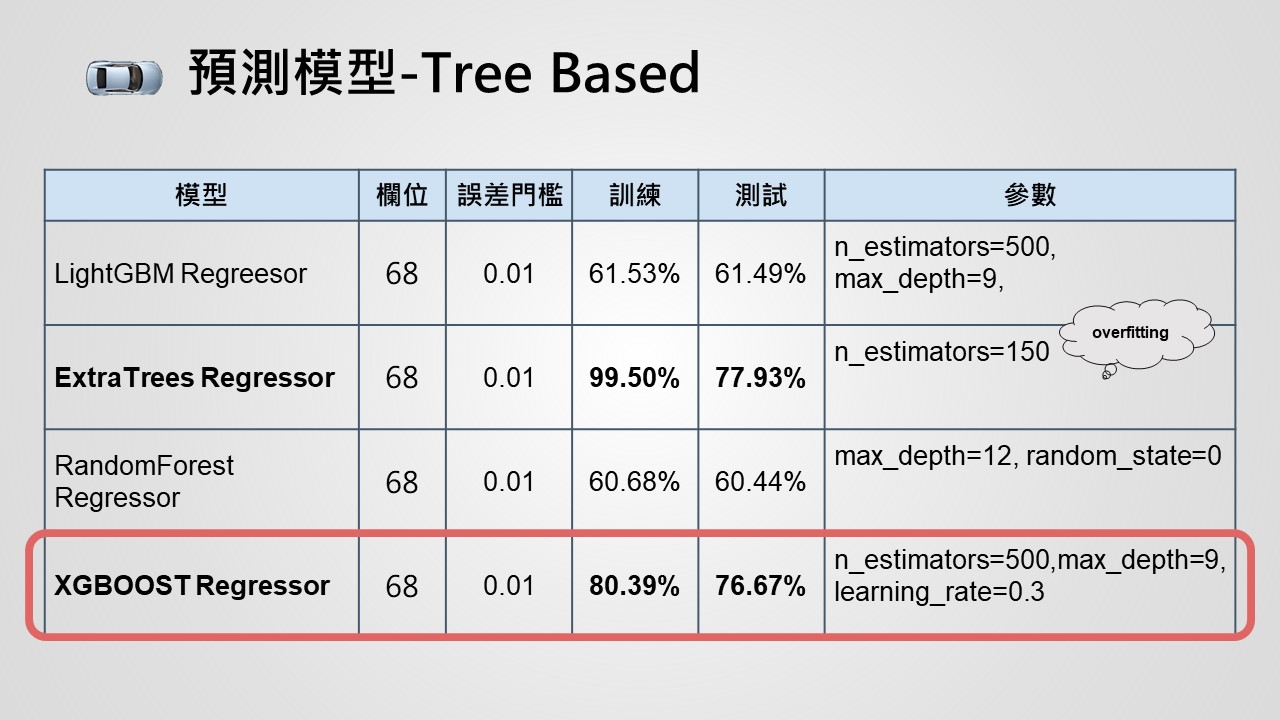 預測模型-Tree Based
模型 欄位 誤差門檻 訓練 測試 參數
LightGBM Regreesor 68 0.01 61.53% 61.49% n_estimators=500,
max_depth=9,
overfitting
ExtraTrees Regressor 68 0.01 99.50% 77.93% n_estimators=150
RandomForest
Regressor 68 0.01 60.68% 60.44% max_depth=12, random_state=0
XGBOOST Regressor 68 0.01 80.39% 76.67% n_estimators=500,max_depth=9,
learning_rate=0.3